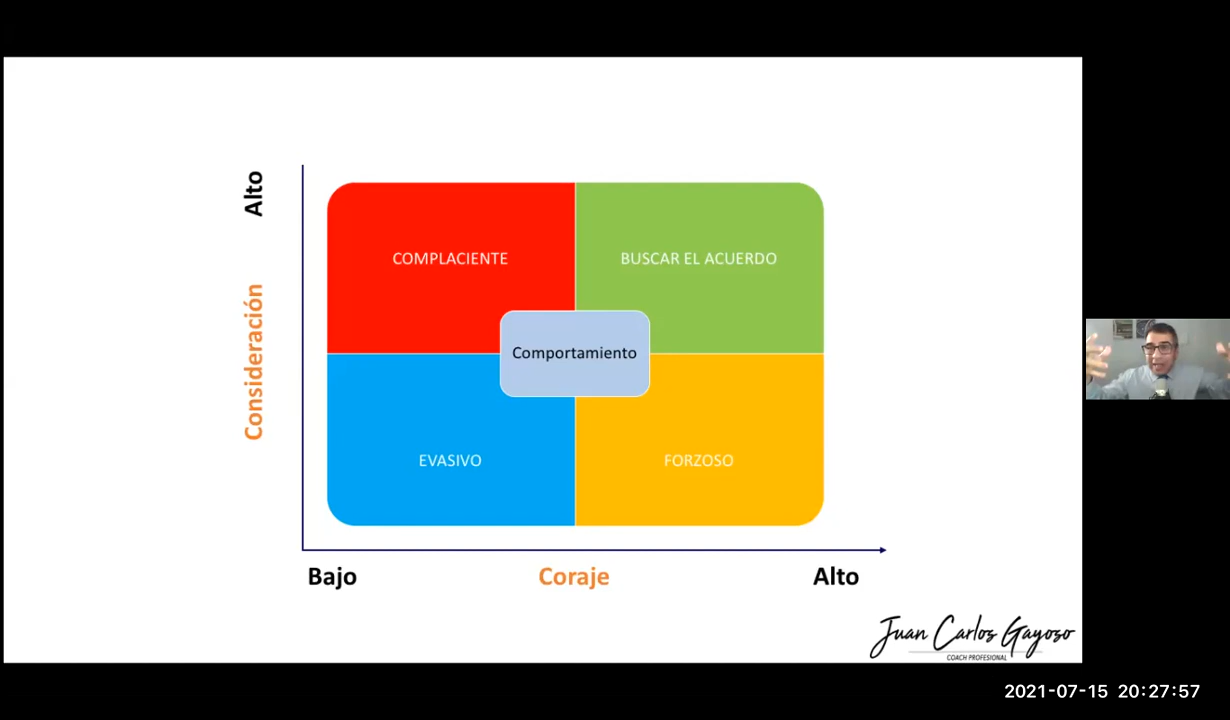 Alto
COMPLACIENTE
BUSCAR EL ACUERDO
Consideración
Comportamiento
EVASIVO
FORZOSO
Bajo
Coraje
Alto
Juan Carlos Gayoso
COACH PROFESIONAL
2021-07-15 20:27:57